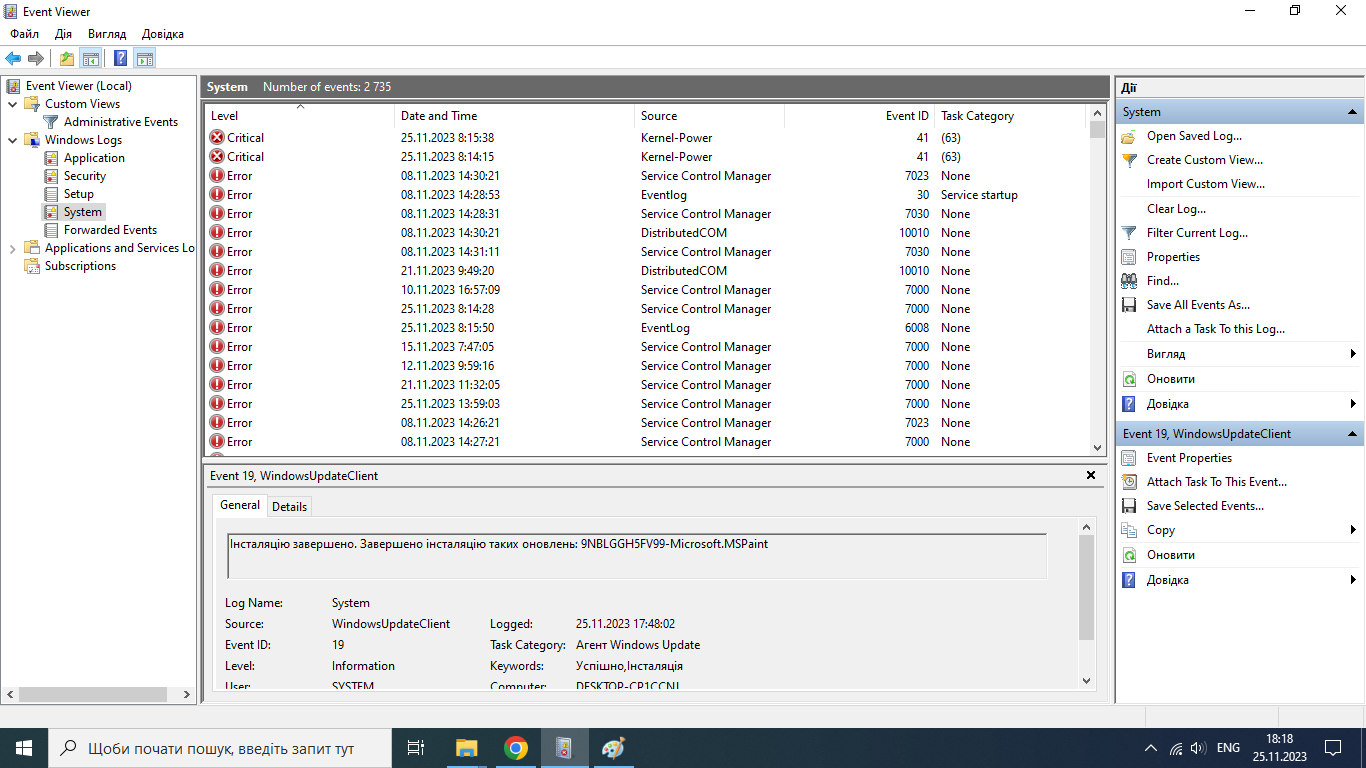 Event Viewer
Файл Дія Вигляд Довідка
Event Viewer (Local)
Custom Views
Administrative Events
Windows Logs
Application
Security
Setup
System
Forwarded Events
Applications and Services Lo
Subscriptions
System Number of events: 2 735
Level Date and Time Source Event ID Task Category
Critical 25.11.2023 8:15:38 Kernel-Power 41 (63)
Critical 25.11.2023 8:14:15 Kernel-Power 41 (63)
Error 08.11.2023 14:30:21 Service Control Manager 7023 None
Error 08.11.2023 14:28:53 Eventlog 30 Service startup
Error 08.11.2023 14:28:31 Service Control Manager 7030 None
Error 08.11.2023 14:30:21 DistributedCOM 10010 None
Error 08.11.2023 14:31:11 Service Control Manager 7030 None
Error 21.11.2023 9:49:20 DistributedCOM 10010 None
Error 10.11.2023 16:57:09 Service Control Manager 7000 None
Error 25.11.2023 8:14:28 Service Control Manager 7000 None
Error 25.11.2023 8:15:50 EventLog 6008 None
Error 15.11.2023 7:47:05 Service Control Manager 7000 None
Error 12.11.2023 9:59:16 Service Control Manager 7000 None
Error 21.11.2023 11:32:05 Service Control Manager 7000 None
Error 25.11.2023 13:59:03 Service Control Manager 7000 None
Error 08.11.2023 14:26:21 Service Control Manager 7023 None
Error 08.11.2023 14:27:21 Service Control Manager 7000 None
Event 19, WindowsUpdateClient
General Details
Інсталяцію завершено. Завершено інсталяцію таких оновлень: 9NBLGGH5FV99-Microsoft.MSPaint
Log Name: System
Source: WindowsUpdateClient Logged: 25.11.2023 17:48:02
Event ID: 19 Task Category: Агент Windows Update
Level: Information Keywords: Успішно,Інсталяція
User: SYSTEM Computer: DESKTOP-CP1CCNJ
Дії
System
Open Saved Log...
Create Custom View...
Import Custom View...
Clear Log...
Filter Current Log...
Properties
Find...
Save All Events As...
Attach a Task To this Log...
Вигляд
Оновити
Довідка
Event 19, WindowsUpdateClient
Event Properties
Attach Task To This Event...
Save Selected Events...
Copy
Оновити
Довідка
Щоби почати пошук, введіть запит тут
ENG
18:18
25.11.2023